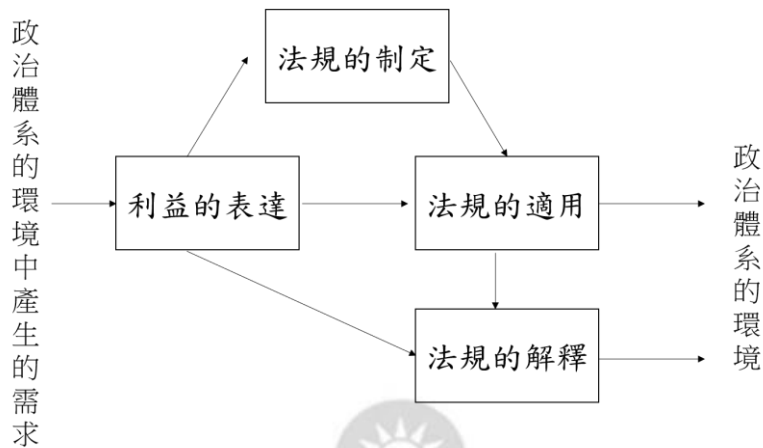 政治體系的環境中產生的需求
法規的制定
利益的表達
法規的適用
法規的解釋
政治體系的環境